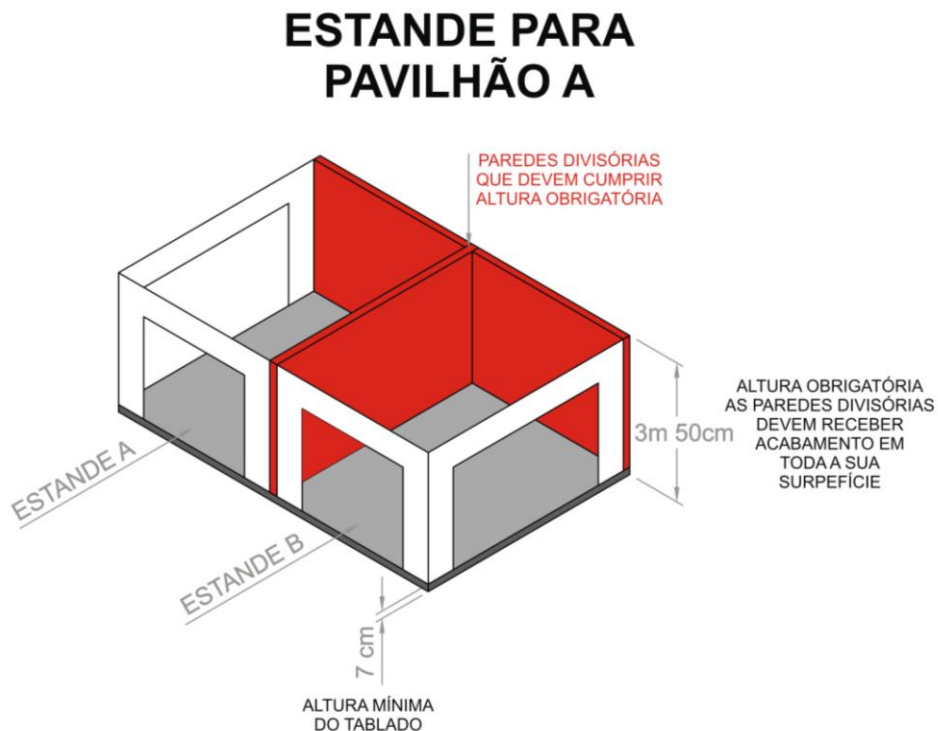 ESTANDE PARA
PAVILHÃO A
PAREDES DIVISÓRIAS
QUE DEVEM CUMPRIR
ALTURA OBRIGATÓRIA
ALTURA OBRIGATÓRIA
AS PAREDES DIVISÓRIAS
DEVEM RECEBER
ACABAMENTO EM
TODA A SUA
SURPEFÍCIE
3m 50cm
ESTANDE A
ESTANDE B
7 cm
ALTURA MÍNIMA
DO TABLADO